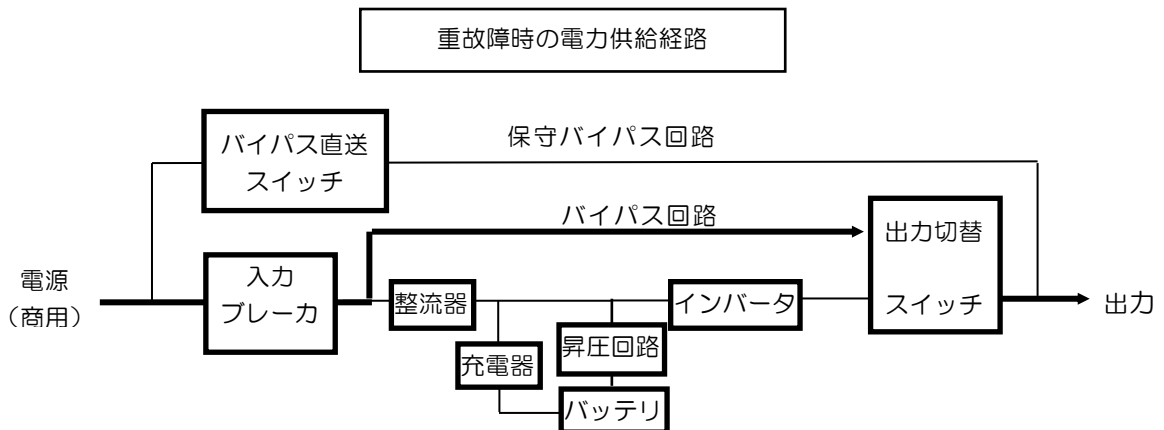 重故障時の電力供給経路
バイパス直送
スイッチ
保守バイパス回路
バイパス回路
電源
（商用）
入力
ブレーカ
整流器
充電器
昇圧回路
バッテリ
インバータ
出力切替
スイッチ
出力